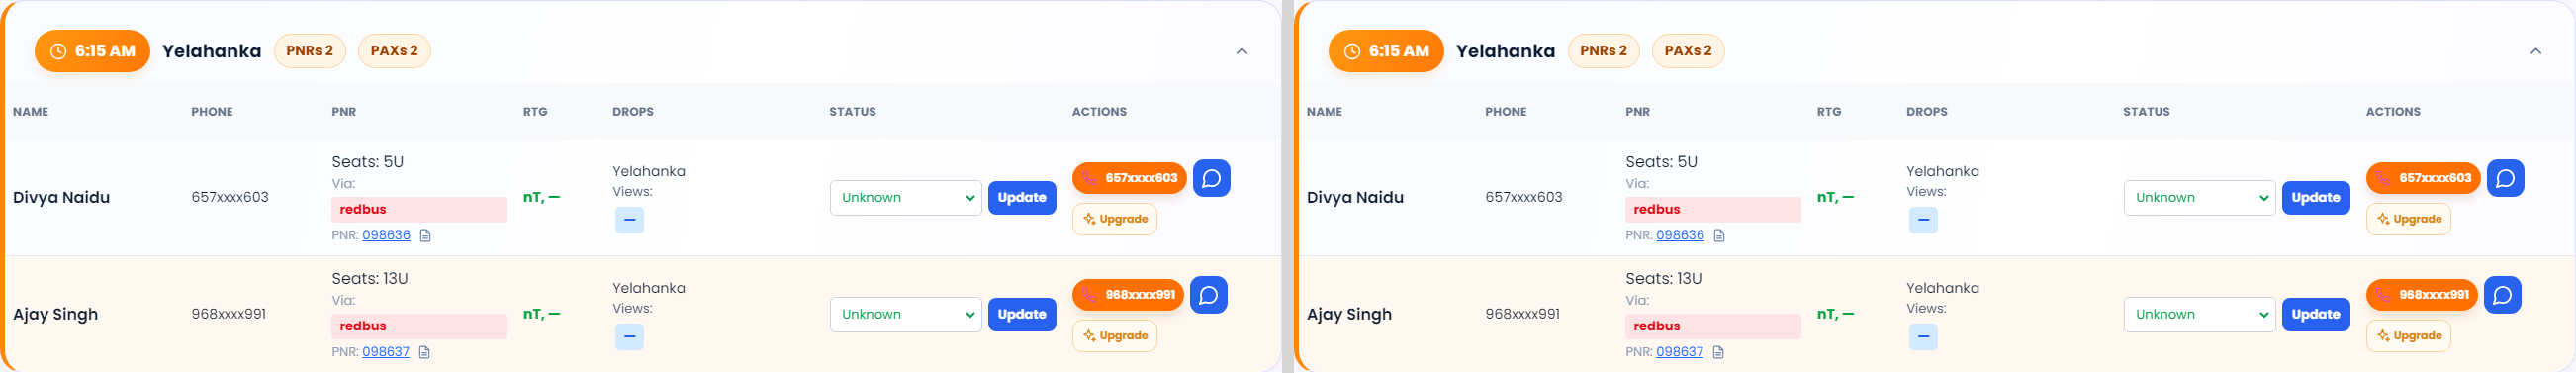 6:15 AM Yelahanka PNRs 2 PAXs 2
NAME PHONE PNR RTG DROPS STATUS ACTIONS
Divya Naidu 657xxxx603
Seats: 5U
Via:
redbus
PNR: 098636
nT, —
Yelahanka
Views:
—
Unknown Update
657xxxx603
Upgrade
Ajay Singh 968xxxx991
Seats: 13U
Via:
redbus
PNR: 098637
nT, —
Yelahanka
Views:
—
Unknown Update
968xxxx991
Upgrade
6:15 AM Yelahanka PNRs 2 PAXs 2
NAME PHONE PNR RTG DROPS STATUS ACTIONS
Divya Naidu 657xxxx603
Seats: 5U
Via:
redbus
PNR: 098636
nT, —
Yelahanka
Views:
—
Unknown Update
657xxxx603
Upgrade
Ajay Singh 968xxxx991
Seats: 13U
Via:
redbus
PNR: 098637
nT, —
Yelahanka
Views:
—
Unknown Update
968xxxx991
Upgrade